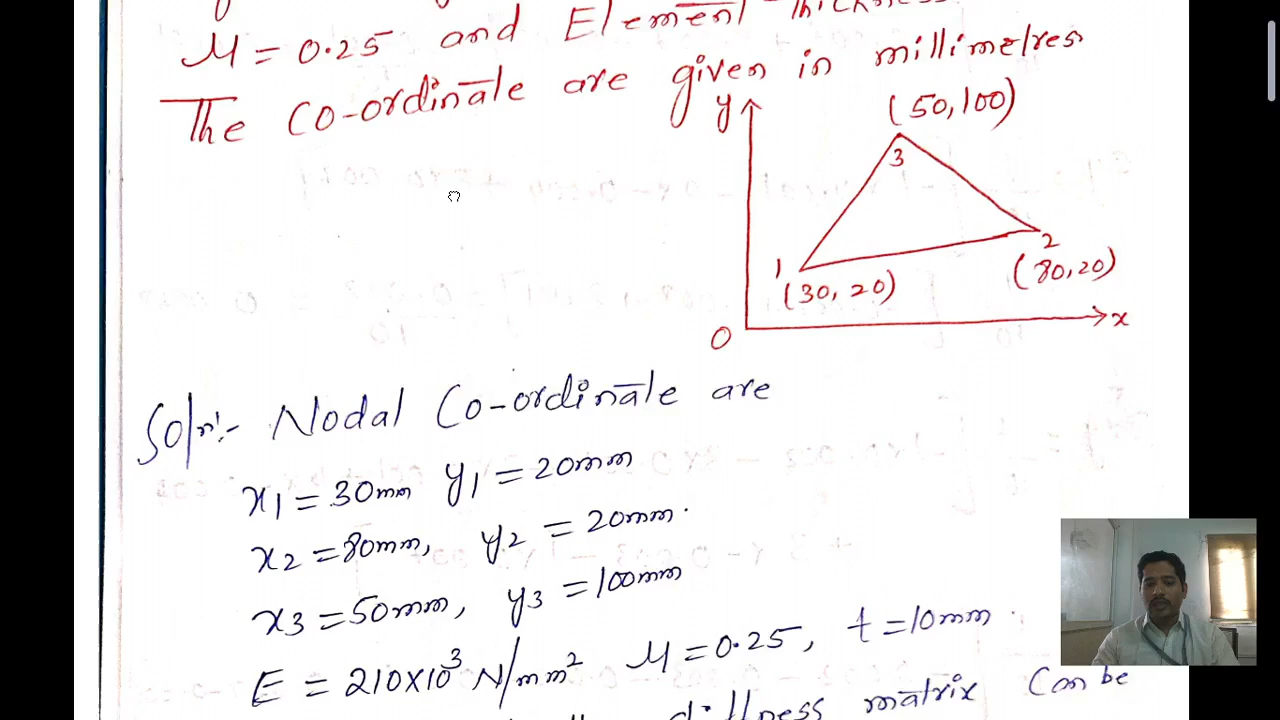 μ = 0.25 and Element thickness
The Co-ordinate are given in millimetres
y
(50,100)
3
1
2
(30, 20)
(80,20)
0
x
Soln:- Nodal Co-ordinate are
x1 = 30mm y1 = 20mm
x2 = 80mm, y2 = 20mm.
x3 = 50mm, y3 = 100mm
E = 210×10³ N/mm² μ = 0.25, t = 10mm
stiffness matrix can be